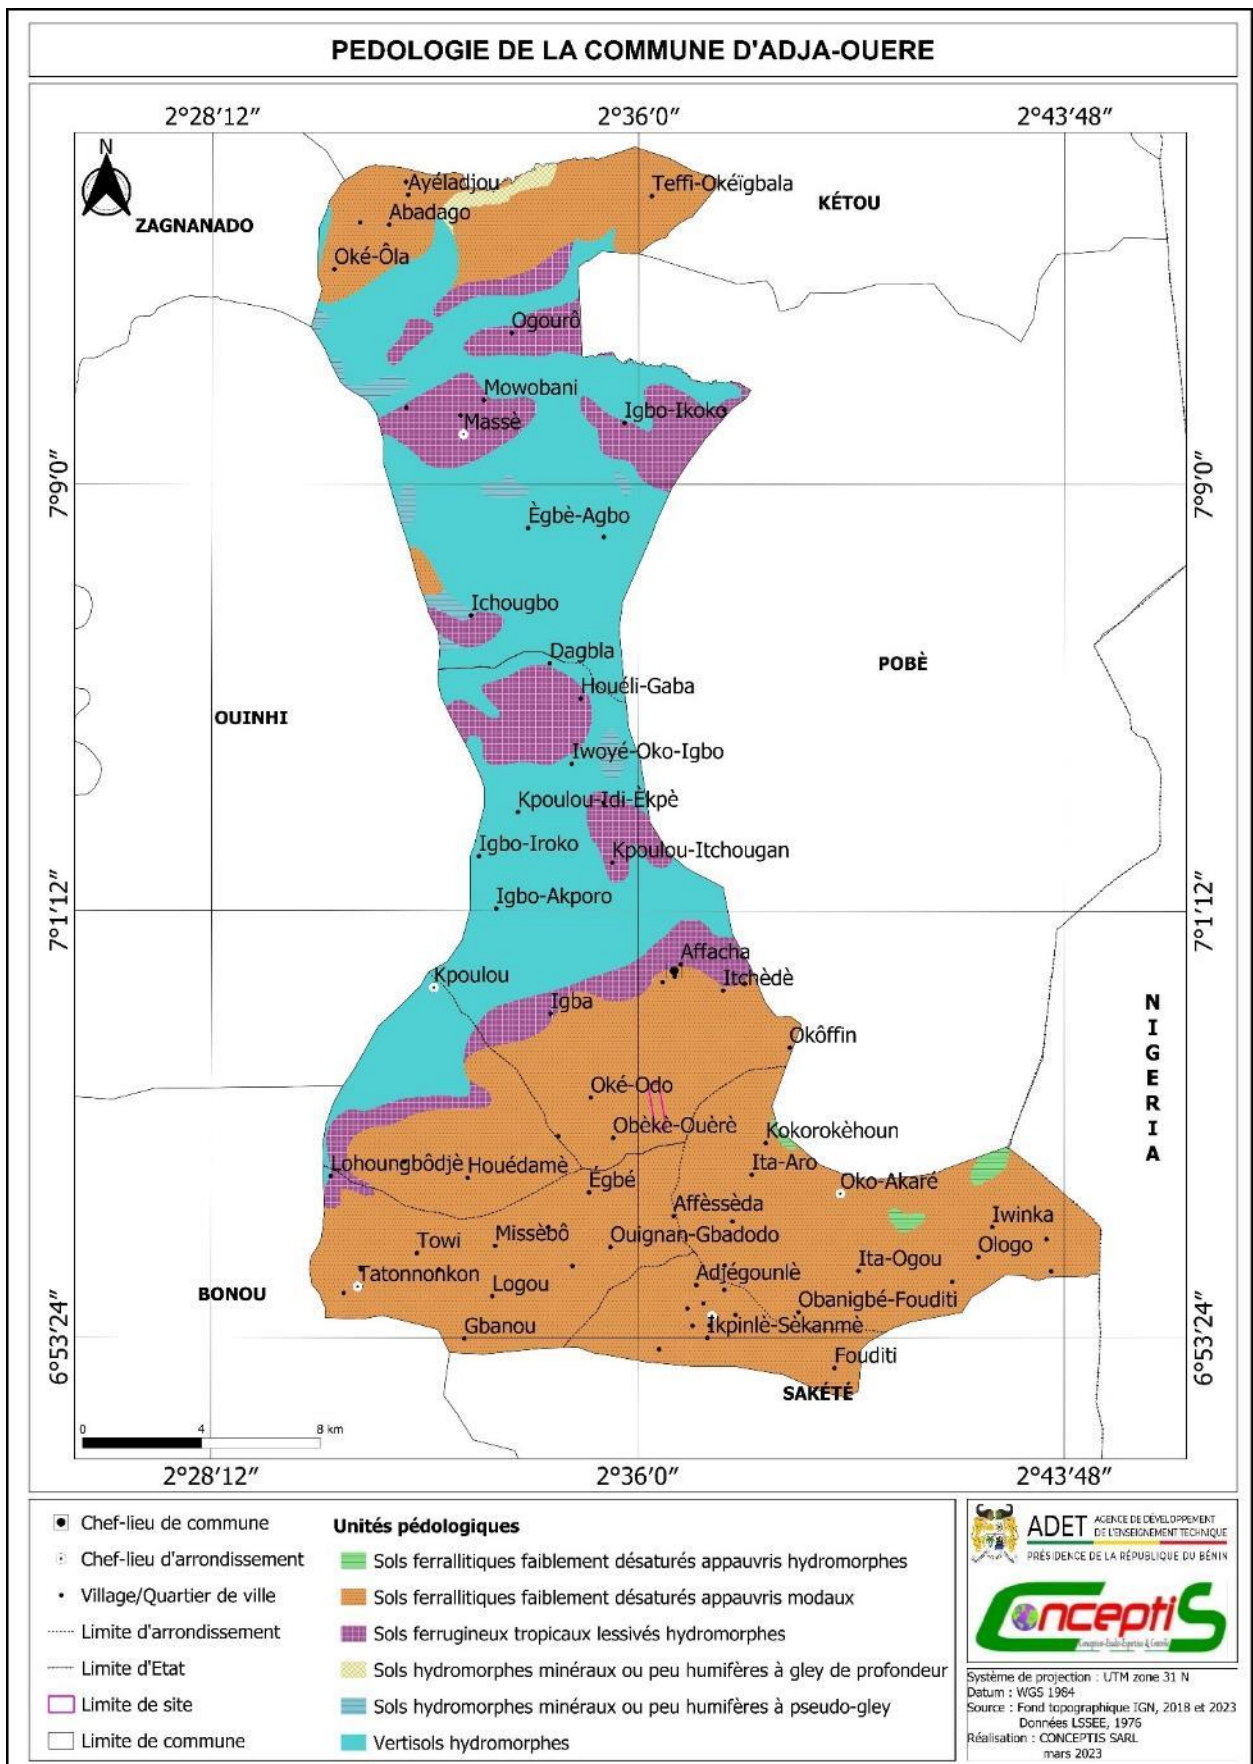 PEDOLOGIE DE LA COMMUNE D'ADJA-OUERE
2°28′12″ 2°36′0″ 2°43′48″
N
Ayéladjou
Teffi-Okéïgbala
KÉTOU
ZAGNANADO
Abadago
Oké-Ôla
Ogourô
Mowobani
Massè
Igbo-Ikoko
7°9′0″ 7°9′0″
Ègbè-Agbo
Ichougbo
Dagbla
POBÈ
Houéli-Gaba
OUINHI
Iwoyé-Oko-Igbo
Kpoulou-Idi-Èkpè
Igbo-Iroko
Kpoulou-Itchougan
Igbo-Akporo
7°1′12″ 7°1′12″
Affacha
Kpoulou
Itchèdè
Igba
Okôffin
NIGERIA
Oké-Odo
Obèkè-Ouèrè
Kokorokèhoun
Lohoungbôdjè
Houédamè
Ita-Aro
Égbé
Oko-Akaré
Affèssèda
Iwinka
Towi
Missèbô
Ouignan-Gbadodo
Ologo
Tatonnonkon
Adjégounlè
Ita-Ogou
BONOU
Logou
Obanigbé-Fouditi
Gbanou
Ikpinlè-Sèkanmè
6°53′24″ 6°53′24″
Fouditi
SAKÉTÉ
0 4 8 km
2°28′12″ 2°36′0″ 2°43′48″
Chef-lieu de commune
Chef-lieu d'arrondissement
Village/Quartier de ville
Limite d'arrondissement
Limite d'Etat
Limite de site
Limite de commune
Unités pédologiques
Sols ferrallitiques faiblement désaturés appauvris hydromorphes
Sols ferrallitiques faiblement désaturés appauvris modaux
Sols ferrugineux tropicaux lessivés hydromorphes
Sols hydromorphes minéraux ou peu humifères à gley de profondeur
Sols hydromorphes minéraux ou peu humifères à pseudo-gley
Vertisols hydromorphes
ADET AGENCE DE DÉVELOPPEMENT
DE L'ENSEIGNEMENT TECHNIQUE
PRÉSIDENCE DE LA RÉPUBLIQUE DU BÉNIN
ConceptiS
Conception-Etude-Expertise & Contrôle
Système de projection : UTM zone 31 N
Datum : WGS 1984
Source : Fond topographique IGN, 2018 et 2023
Données LSSEE, 1976
Réalisation : CONCEPTIS SARL
mars 2023